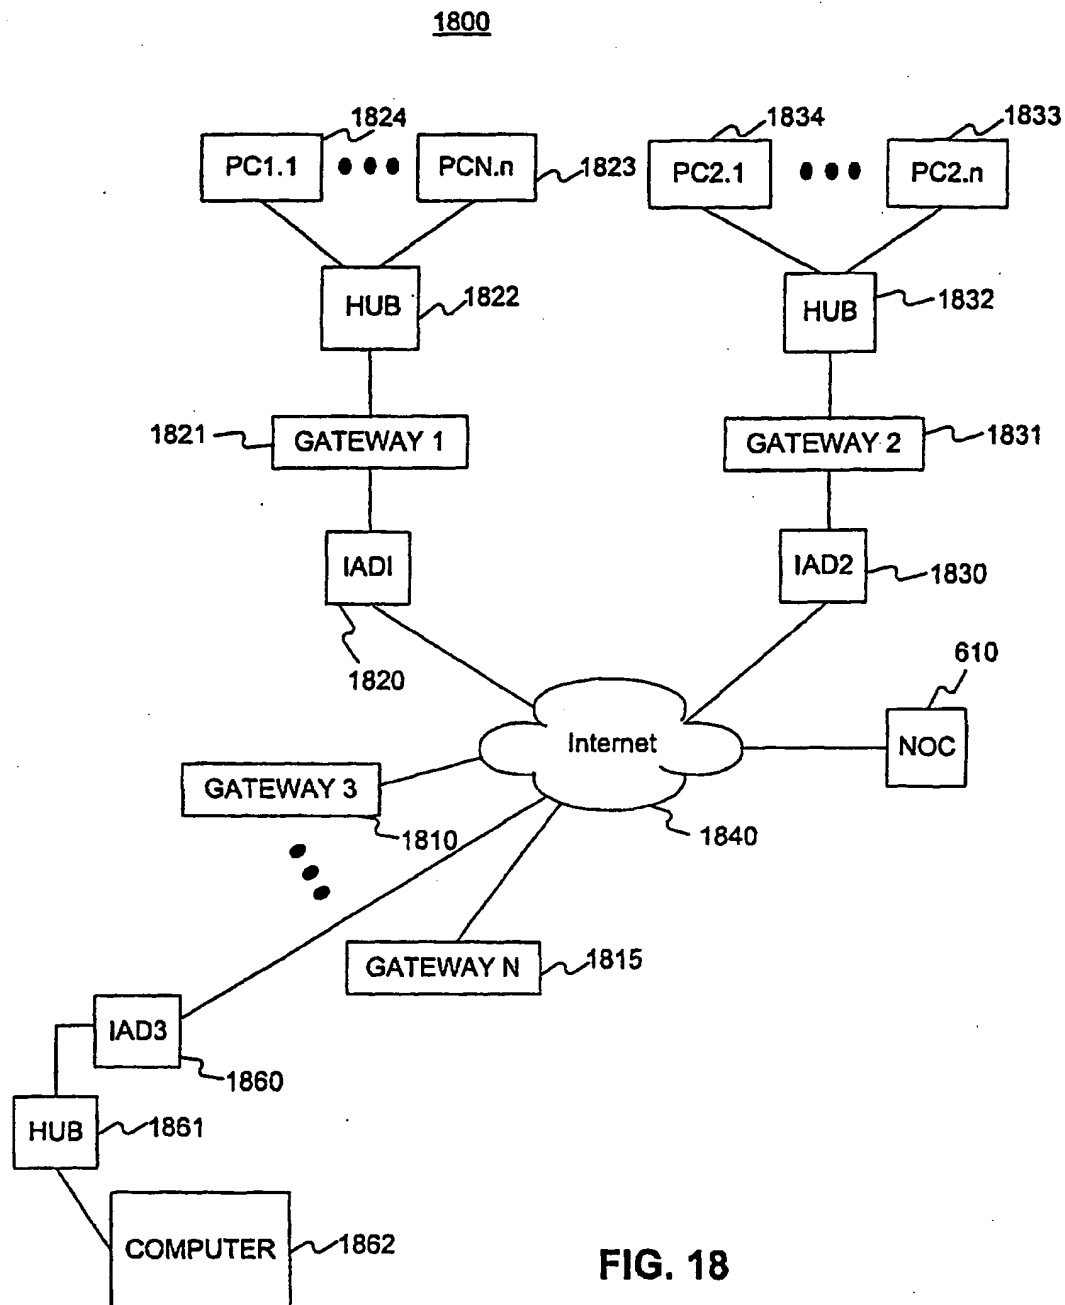 1800
1824
1834
1833
PC1.1
PCN.n
1823
PC2.1
PC2.n
HUB
1822
HUB
1832
1821
GATEWAY 1
GATEWAY 2
1831
IADI
IAD2
1830
1820
610
Internet
NOC
GATEWAY 3
1810
1840
GATEWAY N
1815
IAD3
1860
HUB
1861
COMPUTER
1862
FIG. 18